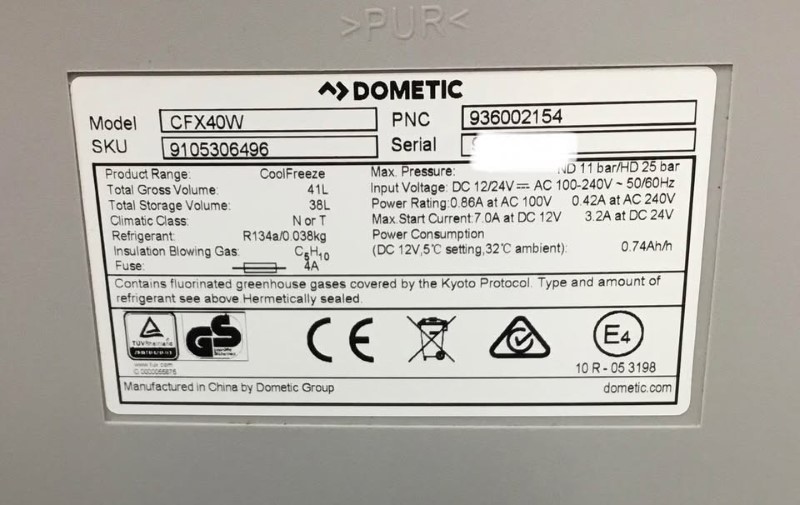 >PUR<
DOMETIC
Model CFX40W PNC 936002154
SKU 9105306496 Serial
Product Range: CoolFreeze Max. Pressure: ND 11 bar/HD 25 bar
Total Gross Volume: 41L Input Voltage: DC 12/24V⎓ AC 100-240V ~ 50/60Hz
Total Storage Volume: 38L Power Rating:0.86A at AC 100V 0.42A at AC 240V
Climatic Class: N or T Max.Start Current:7.0A at DC 12V 3.2A at DC 24V
Refrigerant: R134a/0.038kg Power Consumption
Insulation Blowing Gas: C5H10 (DC 12V,5℃ setting,32℃ ambient): 0.74Ah/h
Fuse: 4A
Contains fluorinated greenhouse gases covered by the Kyoto Protocol. Type and amount of
refrigerant see above.Hermetically sealed.
TÜVRheinland
GS
geprüfte Sicherheit
CE
E4
10 R - 05 3198
Manufactured in China by Dometic Group dometic.com